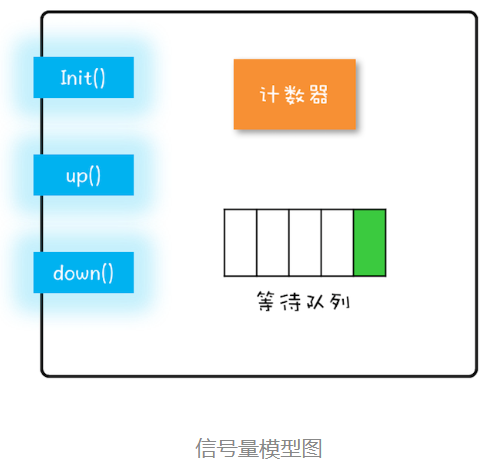 Init()
计数器
up()
down()
等待队列
信号量模型图